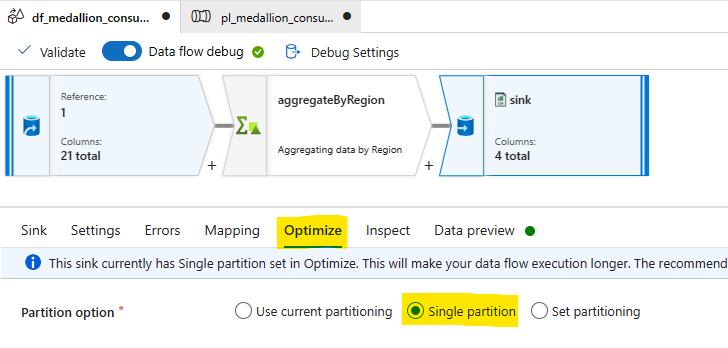 df_medallion_consu... pl_medallion_consu...
Validate Data flow debug Debug Settings
Reference:
1
Columns:
21 total
+
aggregateByRegion
Aggregating data by Region
+
sink
Columns:
4 total
Sink Settings Errors Mapping Optimize Inspect Data preview
This sink currently has Single partition set in Optimize. This will make your data flow execution longer. The recommend
Partition option * Use current partitioning Single partition Set partitioning